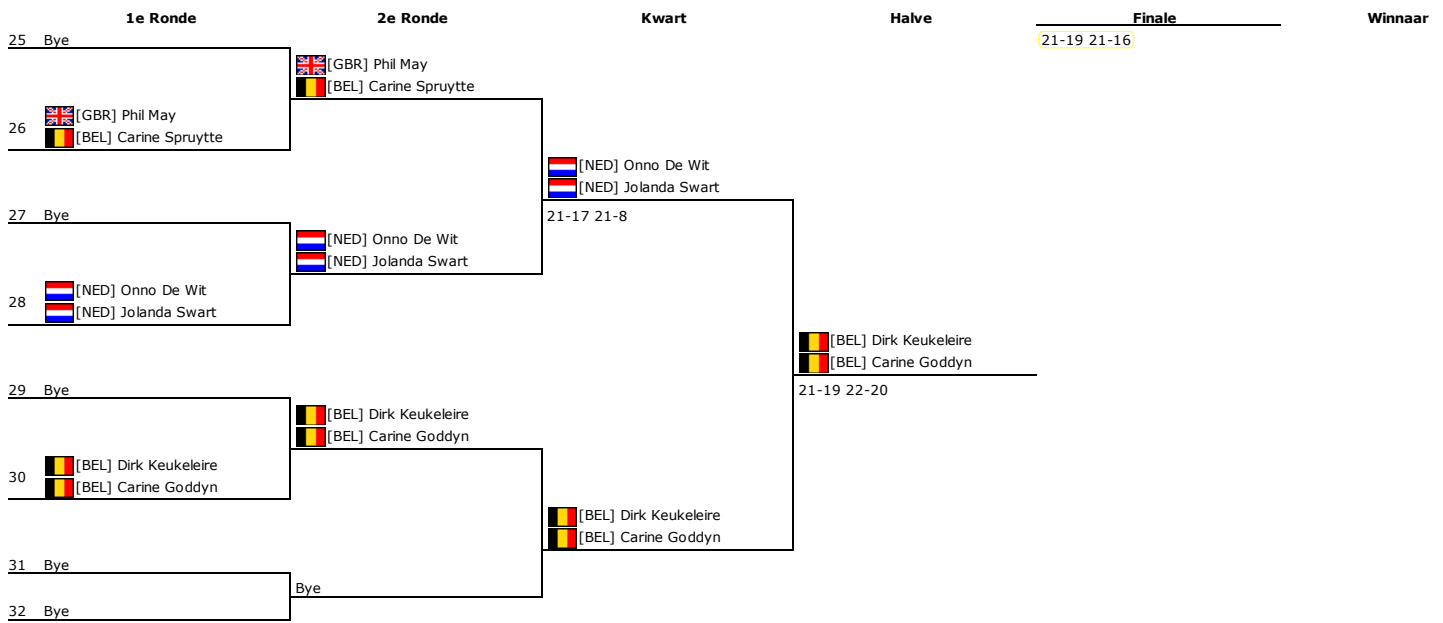 1e Ronde 2e Ronde Kwart Halve Finale Winnaar
25 Bye
21-19 21-16
[GBR] Phil May
[BEL] Carine Spruytte
26 [GBR] Phil May
[BEL] Carine Spruytte
[NED] Onno De Wit
[NED] Jolanda Swart
27 Bye
21-17 21-8
[NED] Onno De Wit
[NED] Jolanda Swart
28 [NED] Onno De Wit
[NED] Jolanda Swart
[BEL] Dirk Keukeleire
[BEL] Carine Goddyn
29 Bye
21-19 22-20
[BEL] Dirk Keukeleire
[BEL] Carine Goddyn
30 [BEL] Dirk Keukeleire
[BEL] Carine Goddyn
[BEL] Dirk Keukeleire
[BEL] Carine Goddyn
31 Bye
Bye
32 Bye